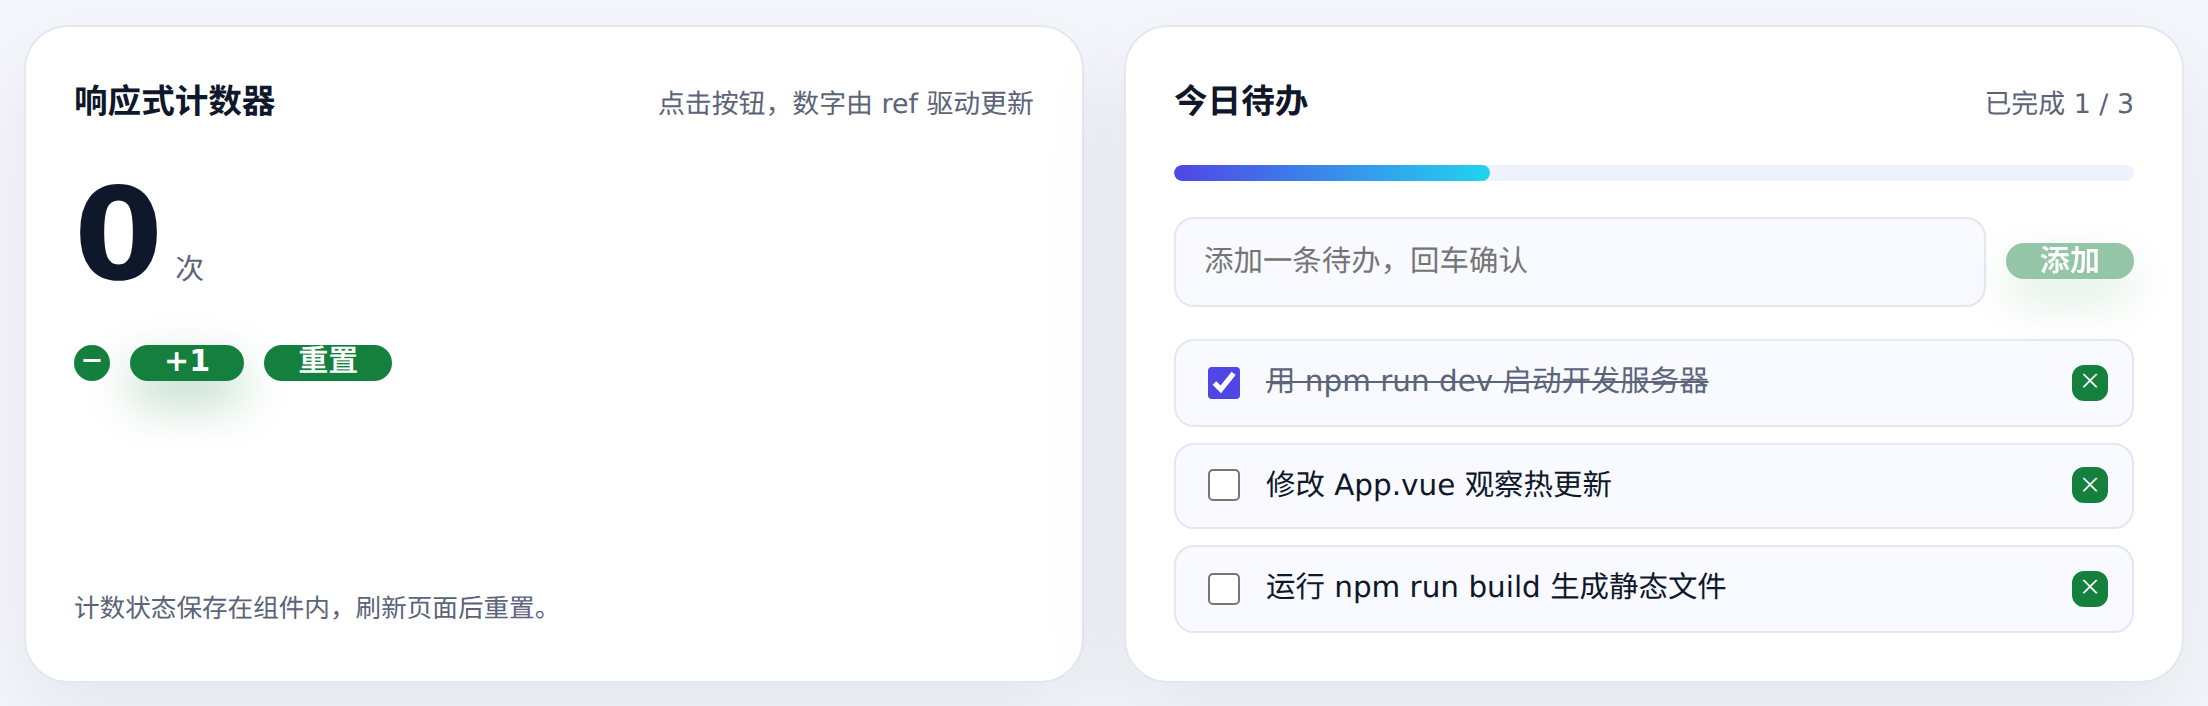 响应式计数器
点击按钮，数字由 ref 驱动更新
0 次
− +1 重置
计数状态保存在组件内，刷新页面后重置。
今日待办
已完成 1 / 3
添加一条待办，回车确认
添加
用 npm run dev 启动开发服务器 ×
修改 App.vue 观察热更新 ×
运行 npm run build 生成静态文件 ×